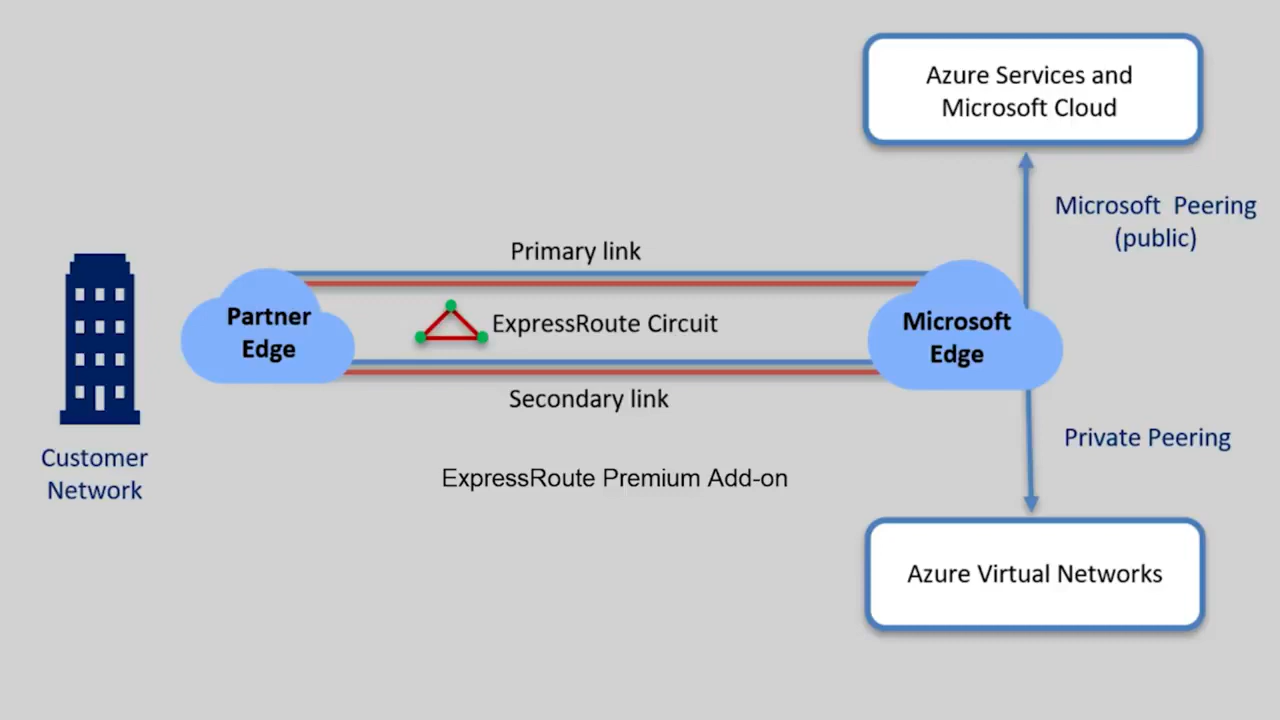 Azure Services and
Microsoft Cloud
Microsoft Peering
(public)
Primary link
Partner
Edge
ExpressRoute Circuit
Microsoft
Edge
Secondary link
Private Peering
Customer
Network
ExpressRoute Premium Add-on
Azure Virtual Networks